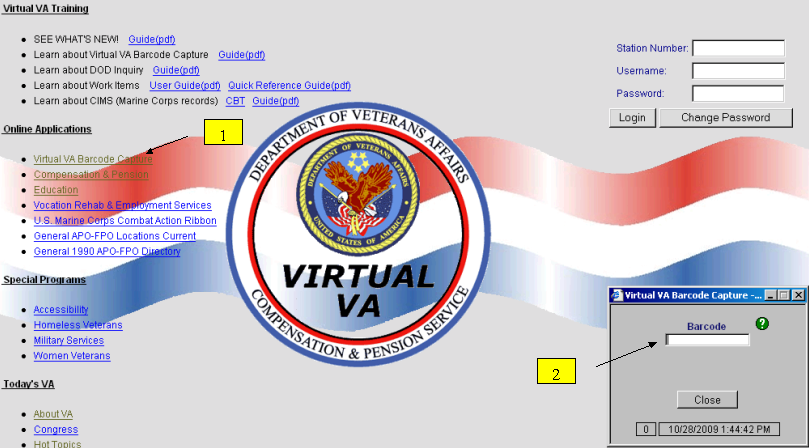 Virtual VA Training
SEE WHAT'S NEW! Guide(pdf)
Learn about Virtual VA Barcode Capture Guide(pdf)
Learn about DOD Inquiry Guide(pdf)
Learn about Work Items User Guide(pdf) Quick Reference Guide(pdf)
Learn about CIMS (Marine Corps records) CBT Guide(pdf)
Station Number:
Username:
Password:
Login Change Password
Online Applications
1
Virtual VA Barcode Capture
Compensation & Pension
Education
Vocation Rehab & Employment Services
U.S. Marine Corps Combat Action Ribbon
General APO-FPO Locations Current
General 1990 APO-FPO Directory
DEPARTMENT OF VETERANS AFFAIRS
DEPARTMENT OF VETERANS AFFAIRS
UNITED STATES OF AMERICA
VIRTUAL
VA
COMPENSATION & PENSION SERVICE
Special Programs
Accessibility
Homeless Veterans
Military Services
Women Veterans
Today's VA
About VA
Congress
Hot Topics
2
Virtual VA Barcode Capture -...
Barcode
?
Close
0 10/28/2009 1:44:42 PM